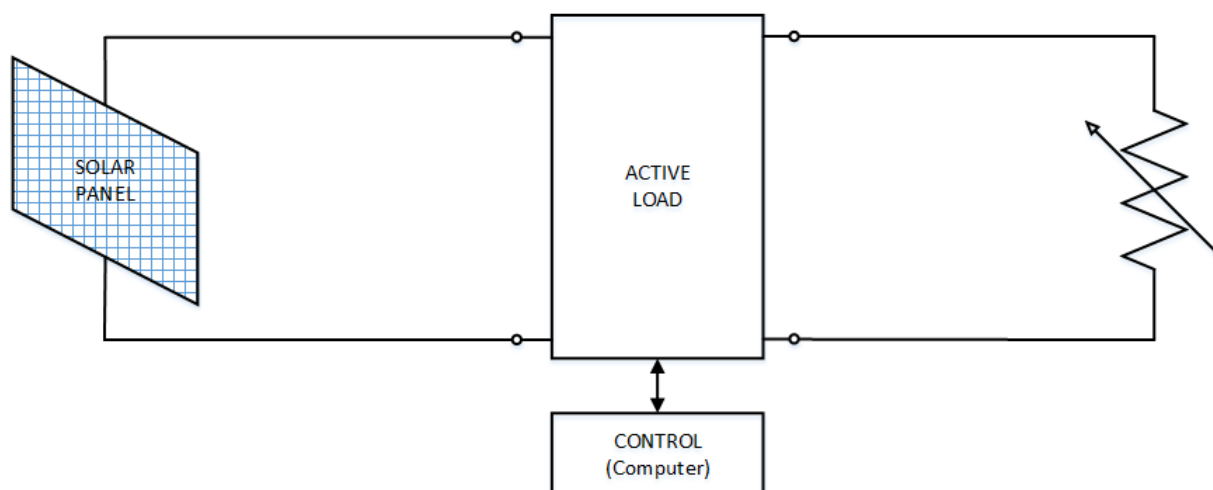 SOLAR
PANEL
ACTIVE
LOAD
CONTROL
(Computer)